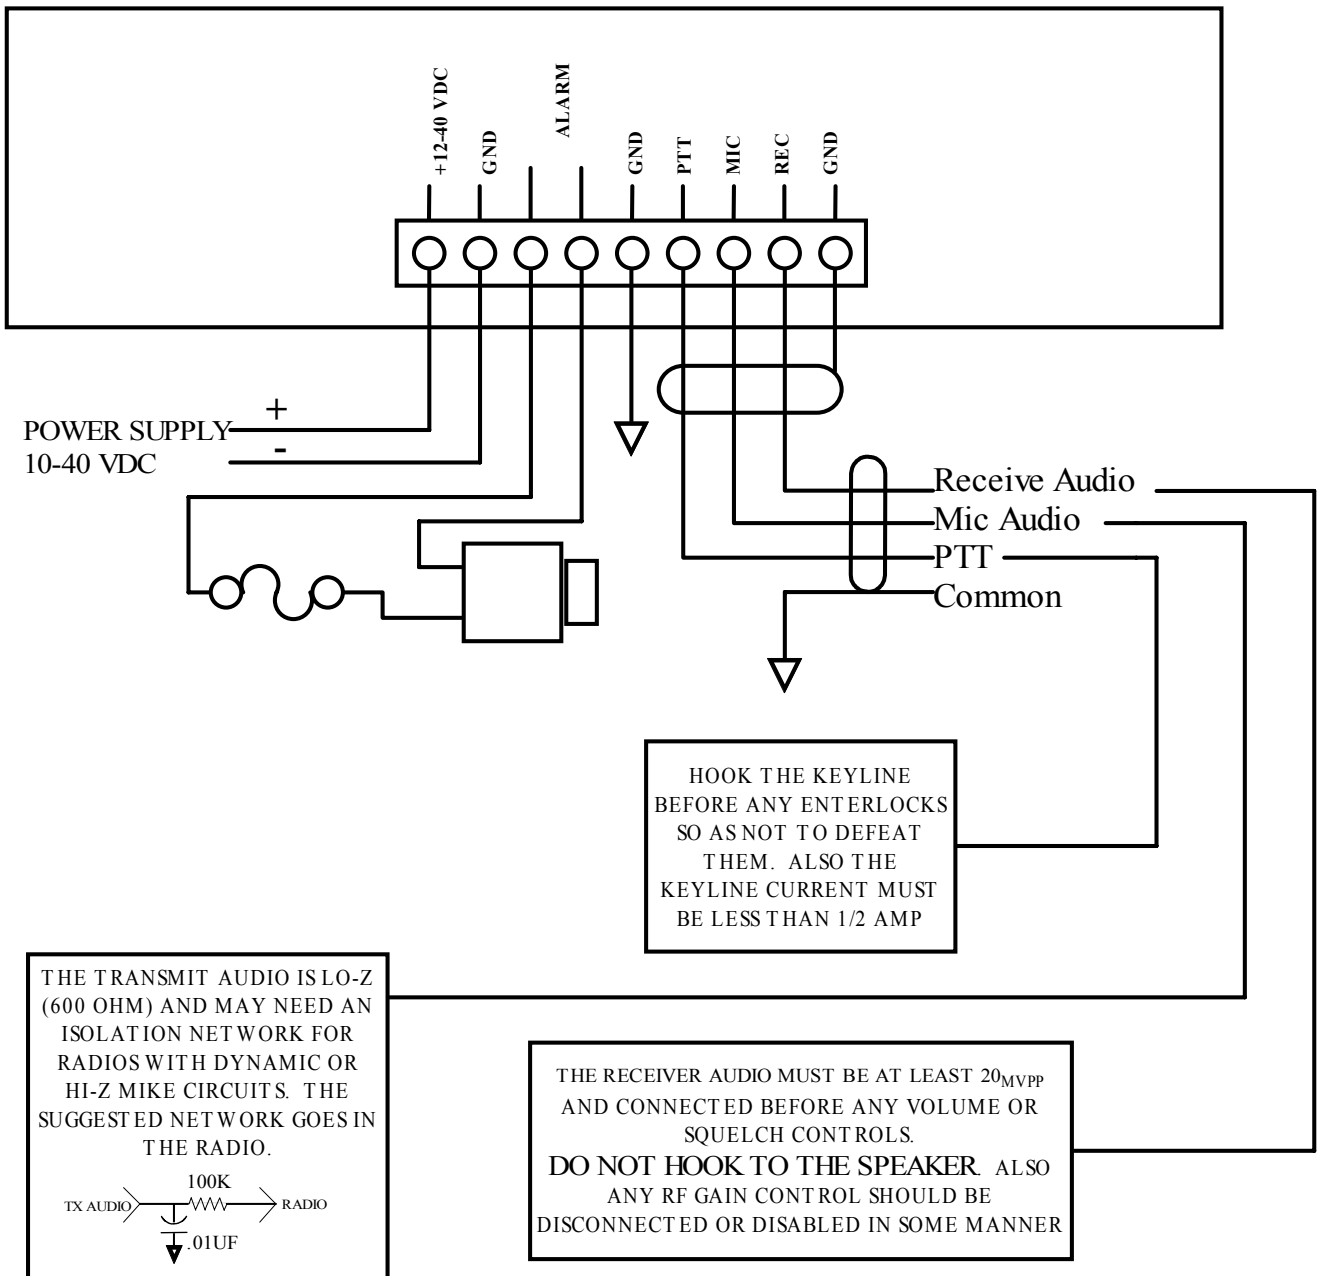 +12-40 VDC
GND
ALARM
GND
PTT
MIC
REC
GND
+
POWER SUPPLY
-
10-40 VDC
Receive Audio
Mic Audio
PTT
Common
HOOK THE KEYLINE
BEFORE ANY ENTERLOCKS
SO AS NOT TO DEFEAT
THEM. ALSO THE
KEYLINE CURRENT MUST
BE LESS THAN 1/2 AMP
THE TRANSMIT AUDIO IS LO-Z
(600 OHM) AND MAY NEED AN
ISOLATION NETWORK FOR
RADIOS WITH DYNAMIC OR
HI-Z MIKE CIRCUITS. THE
SUGGESTED NETWORK GOES IN
THE RADIO.
100K
TX AUDIO
RADIO
.01UF
THE RECEIVER AUDIO MUST BE AT LEAST 20MVPP
AND CONNECTED BEFORE ANY VOLUME OR
SQUELCH CONTROLS.
DO NOT HOOK TO THE SPEAKER. ALSO
ANY RF GAIN CONTROL SHOULD BE
DISCONNECTED OR DISABLED IN SOME MANNER